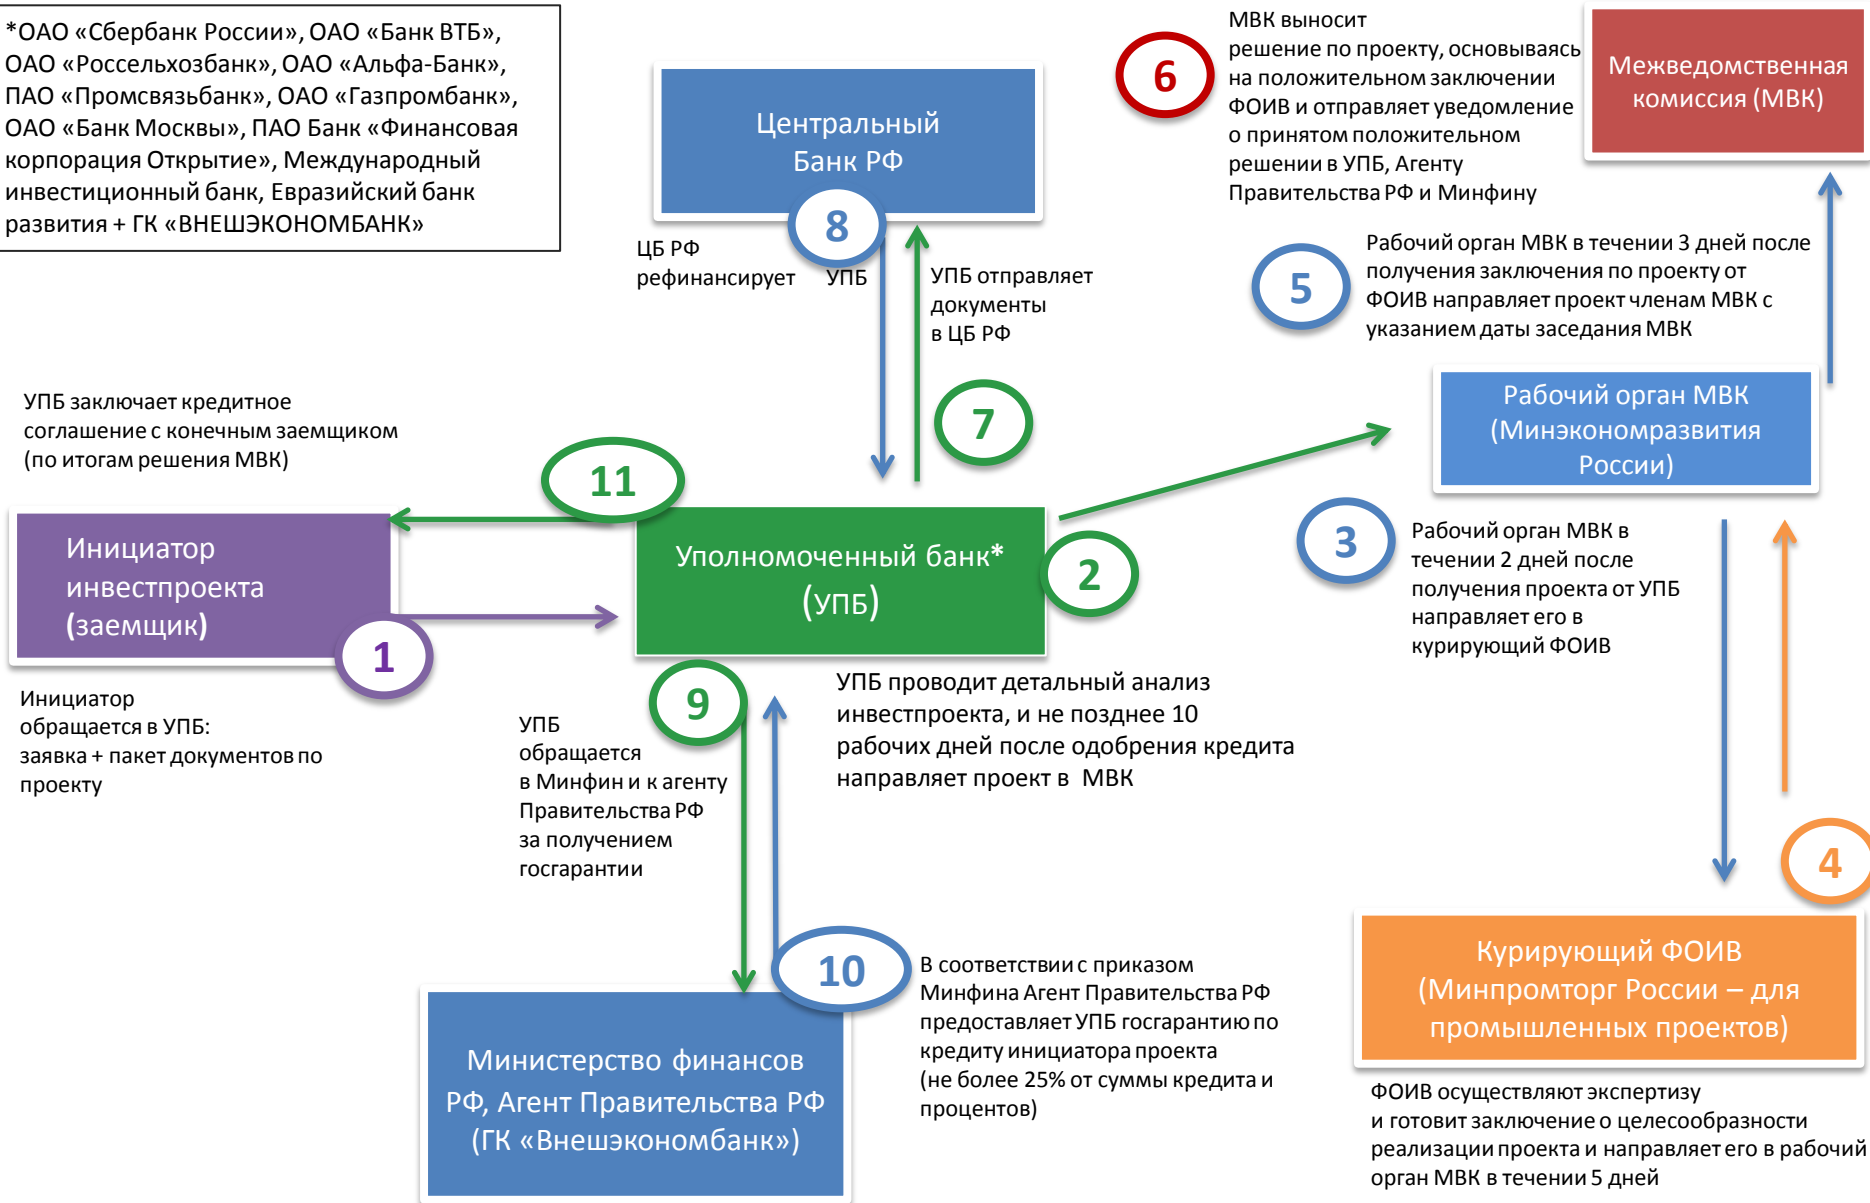 *ОАО «Сбербанк России», ОАО «Банк ВТБ»,
ОАО «Россельхозбанк», ОАО «Альфа-Банк»,
ПАО «Промсвязьбанк», ОАО «Газпромбанк»,
ОАО «Банк Москвы», ПАО Банк «Финансовая
корпорация Открытие», Международный
инвестиционный банк, Евразийский банк
развития + ГК «ВНЕШЭКОНОМБАНК»
Центральный
Банк РФ
8
ЦБ РФ
рефинансирует УПБ
УПБ отправляет
документы
в ЦБ РФ
7
6
МВК выносит
решение по проекту, основываясь
на положительном заключении
ФОИВ и отправляет уведомление
о принятом положительном
решении в УПБ, Агенту
Правительства РФ и Минфину
Межведомственная
комиссия (МВК)
5
Рабочий орган МВК в течении 3 дней после
получения заключения по проекту от
ФОИВ направляет проект членам МВК с
указанием даты заседания МВК
Рабочий орган МВК
(Минэкономразвития
России)
УПБ заключает кредитное
соглашение с конечным заемщиком
(по итогам решения МВК)
11
Инициатор
инвестпроекта
(заемщик)
1
Инициатор
обращается в УПБ:
заявка + пакет документов по
проекту
Уполномоченный банк*
(УПБ)
2
3
Рабочий орган МВК в
течении 2 дней после
получения проекта от УПБ
направляет его в
курирующий ФОИВ
9
УПБ
обращается
в Минфин и к агенту
Правительства РФ
за получением
госгарантии
УПБ проводит детальный анализ
инвестпроекта, и не позднее 10
рабочих дней после одобрения кредита
направляет проект в МВК
4
10
В соответствии с приказом
Минфина Агент Правительства РФ
предоставляет УПБ госгарантию по
кредиту инициатора проекта
(не более 25% от суммы кредита и
процентов)
Министерство финансов
РФ, Агент Правительства РФ
(ГК «Внешэкономбанк»)
Курирующий ФОИВ
(Минпромторг России – для
промышленных проектов)
ФОИВ осуществляют экспертизу
и готовит заключение о целесообразности
реализации проекта и направляет его в рабочий
орган МВК в течении 5 дней